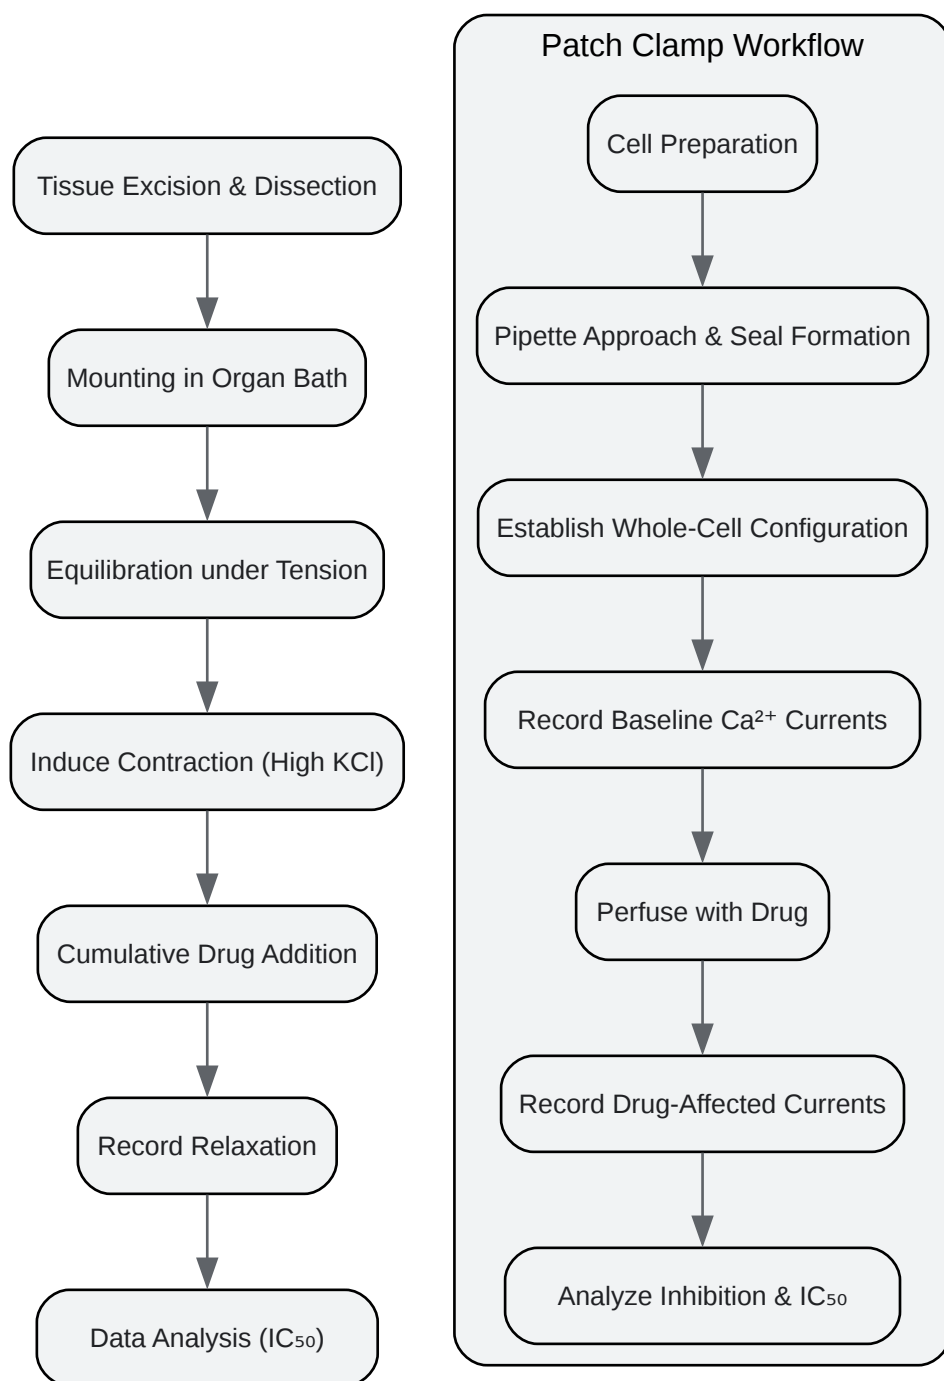 Tissue Excision & Dissection
Mounting in Organ Bath
Equilibration under Tension
Induce Contraction (High KCl)
Cumulative Drug Addition
Record Relaxation
Data Analysis (IC₅₀)
Patch Clamp Workflow
Cell Preparation
Pipette Approach & Seal Formation
Establish Whole-Cell Configuration
Record Baseline Ca²⁺ Currents
Perfuse with Drug
Record Drug-Affected Currents
Analyze Inhibition & IC₅₀